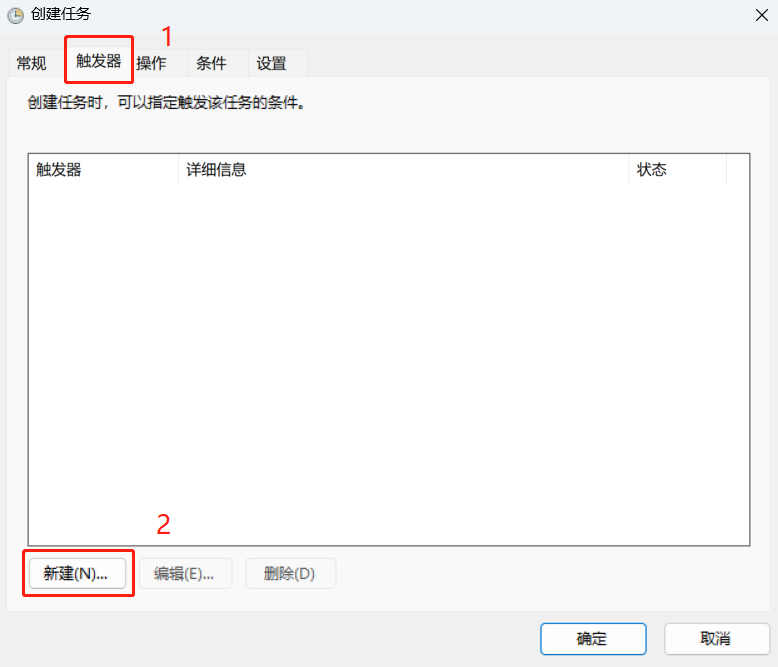 创建任务
1
常规 触发器 操作 条件 设置
创建任务时，可以指定触发该任务的条件。
触发器 详细信息 状态
2
新建(N)... 编辑(E)... 删除(D)
确定 取消